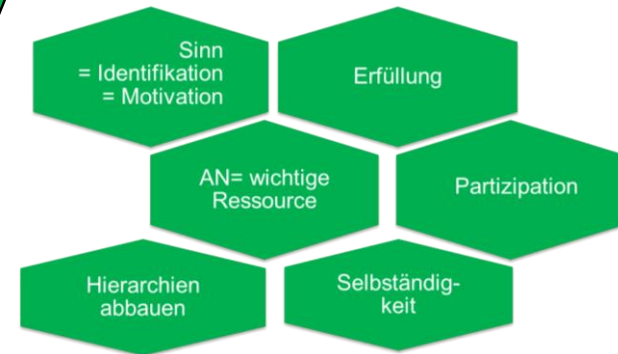 Sinn
= Identifikation
= Motivation
Erfüllung
AN= wichtige
Ressource
Partizipation
Hierarchien
abbauen
Selbständig-
keit